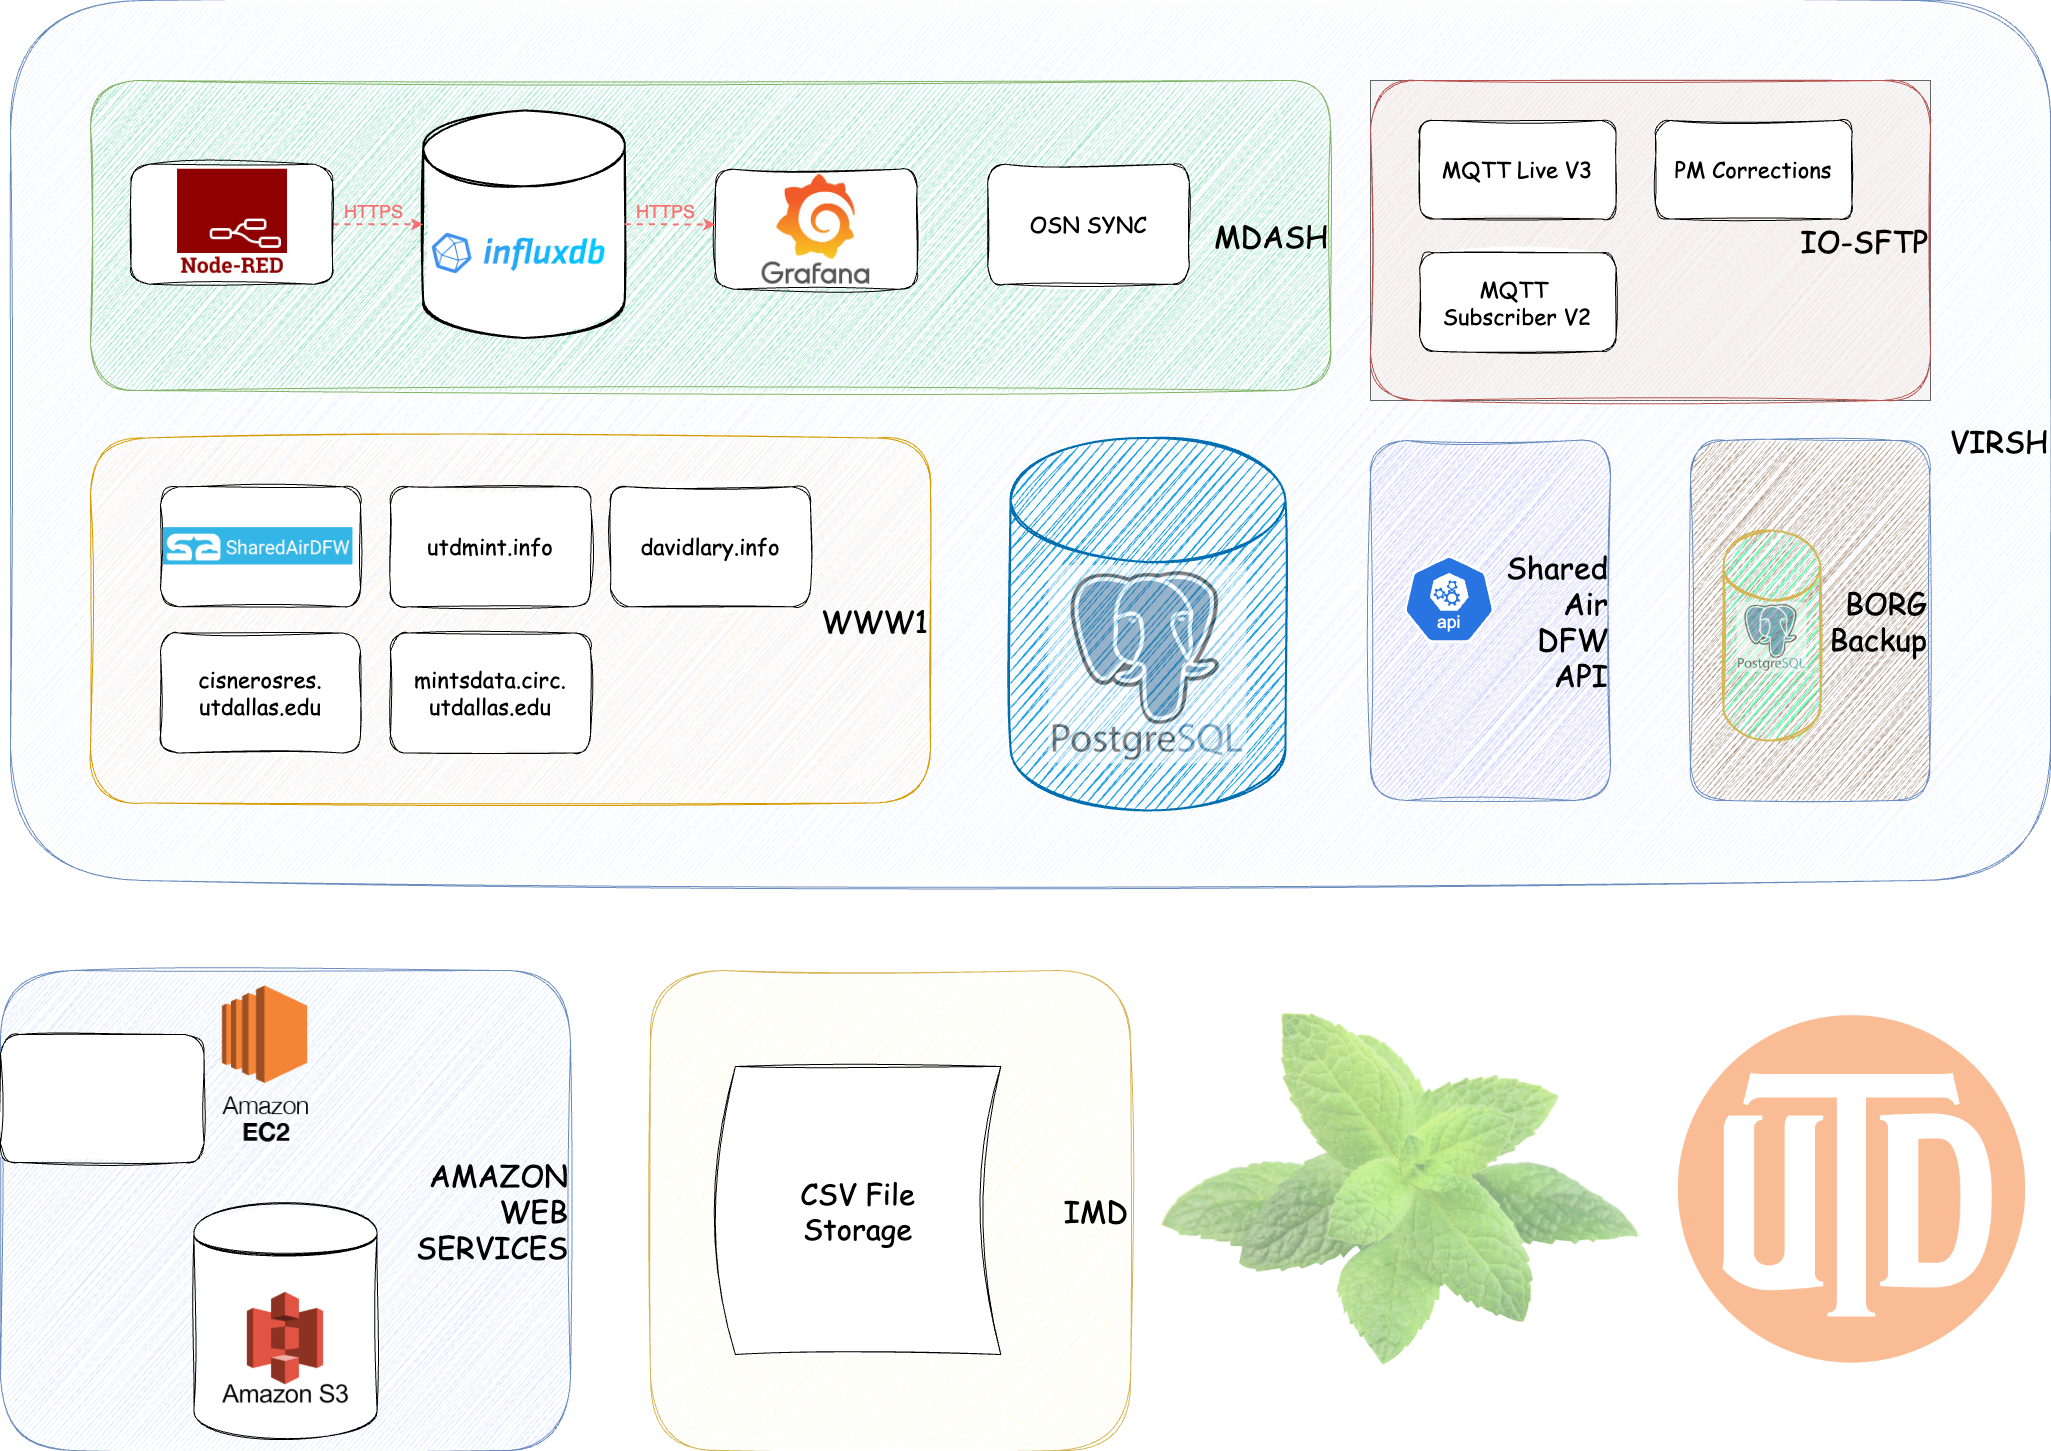 HTTPS
HTTPS
Node-RED
influxdb
Grafana
OSN SYNC
MDASH
MQTT Live V3
PM Corrections
MQTT
Subscriber V2
IO-SFTP
VIRSH
SharedAirDFW
utdmint.info
davidlary.info
cisnerosres.
utdallas.edu
mintsdata.circ.
utdallas.edu
WWW1
PostgreSQL
api
Shared
Air
DFW
API
PostgreSQL
BORG
Backup
Amazon
EC2
AMAZON
WEB
SERVICES
Amazon S3
CSV File
Storage
IMD
UTD